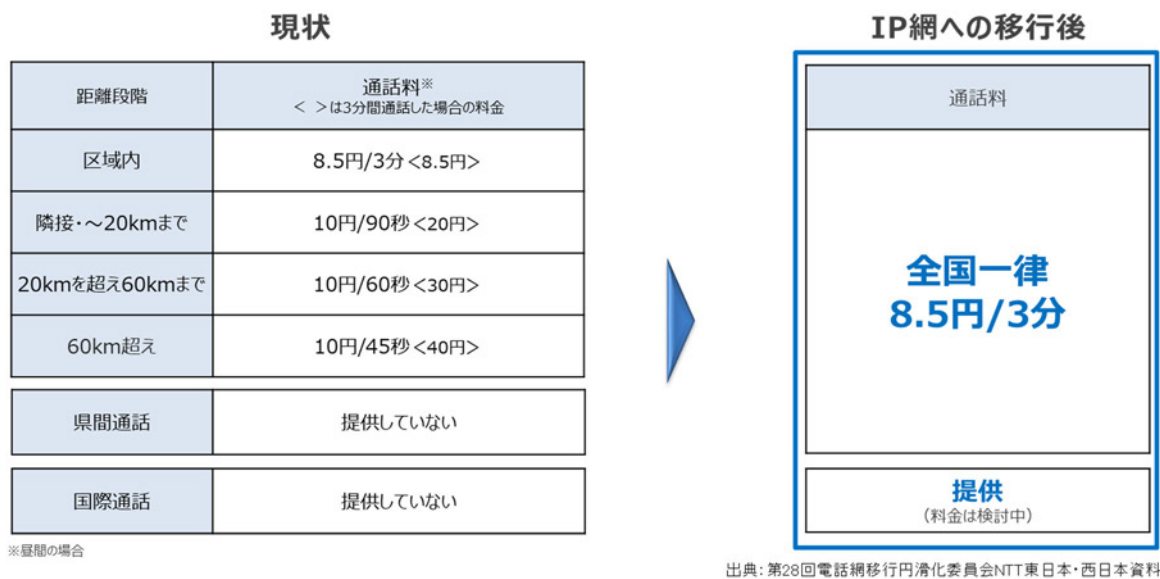 現状
距離段階
通話料※
< >は3分間通話した場合の料金
区域内
8.5円/3分<8.5円>
隣接・～20kmまで
10円/90秒<20円>
20kmを超え60kmまで
10円/60秒<30円>
60km超え
10円/45秒<40円>
県間通話
提供していない
国際通話
提供していない
※昼間の場合
IP網への移行後
通話料
全国一律
8.5円/3分
提供
(料金は検討中)
出典：第28回電話網移行円滑化委員会NTT東日本・西日本資料